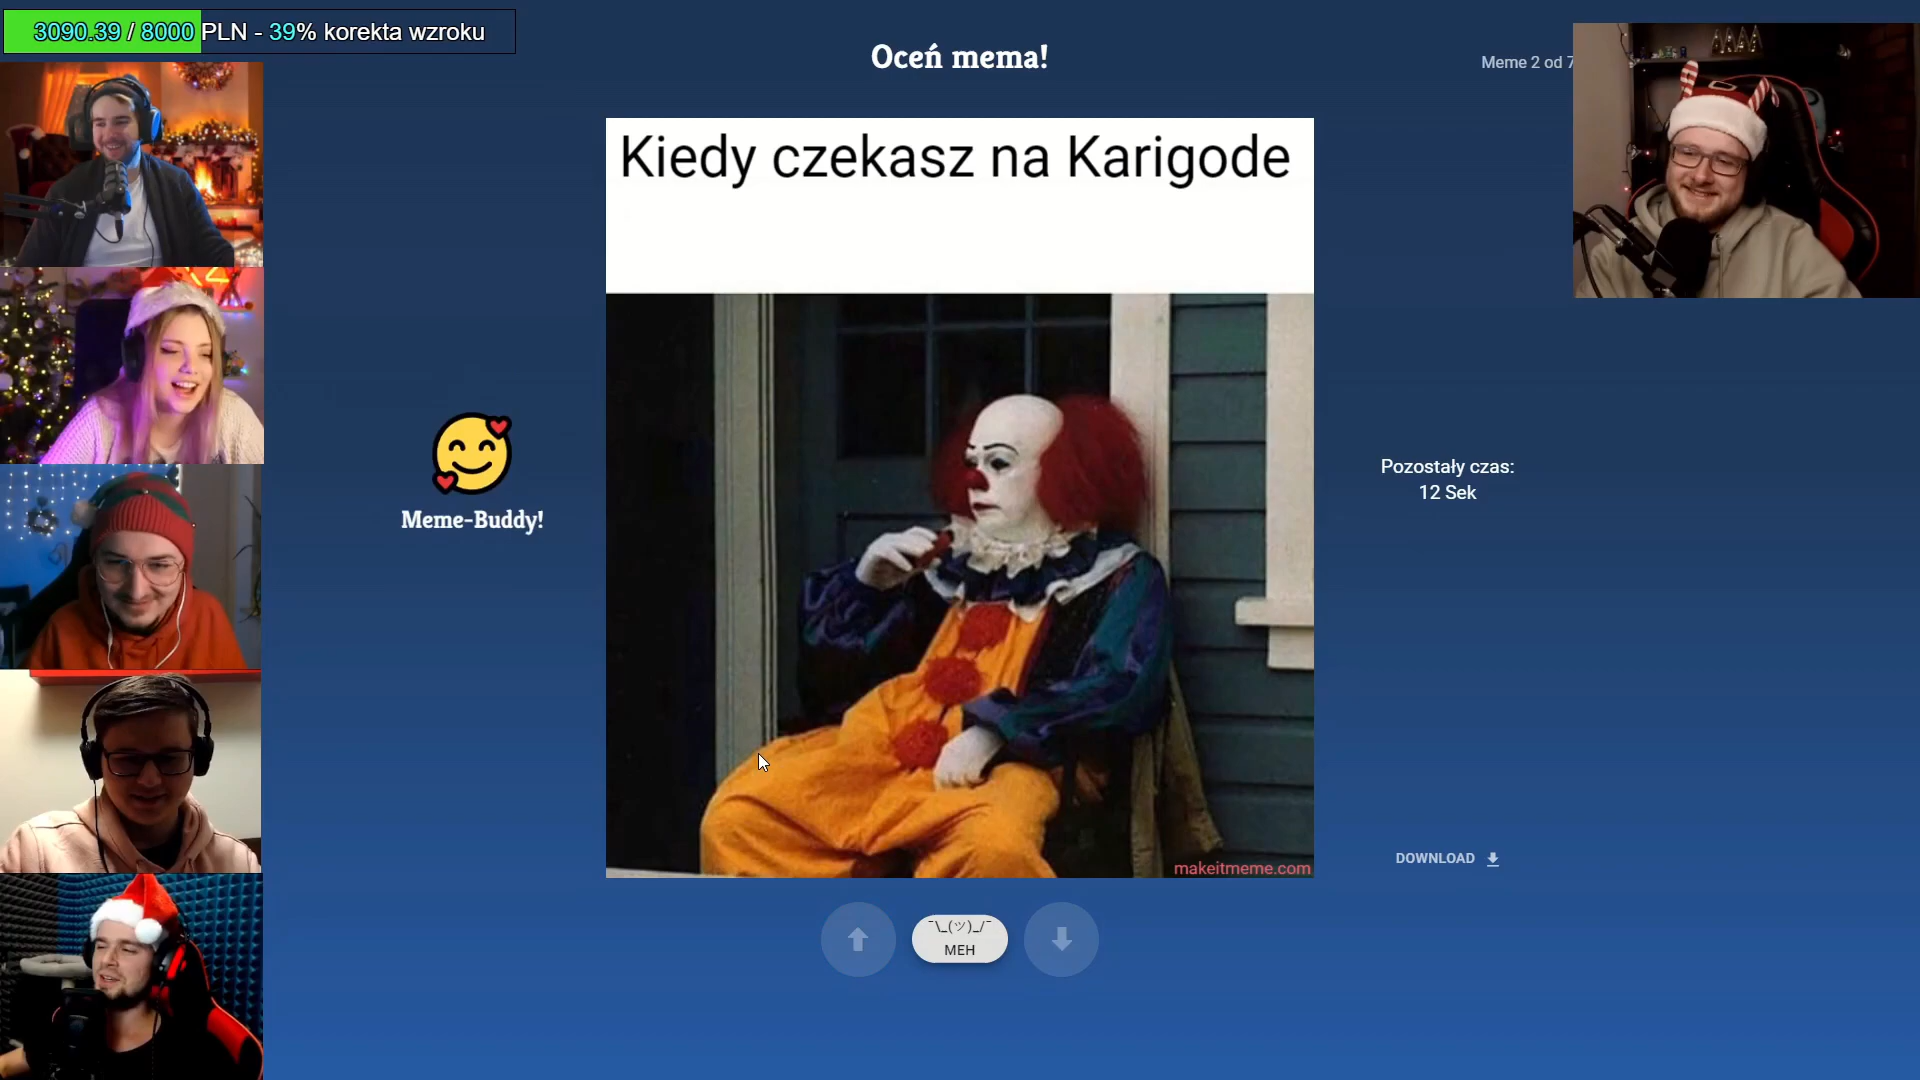 3090.39 / 8000 PLN - 39% korekta wzroku
Oceń mema!
Meme 2 od 7
Kiedy czekasz na Karigode
Meme-Buddy!
Pozostały czas:
12 Sek
makeitmeme.com
DOWNLOAD
¯\_(ツ)_/¯
MEH